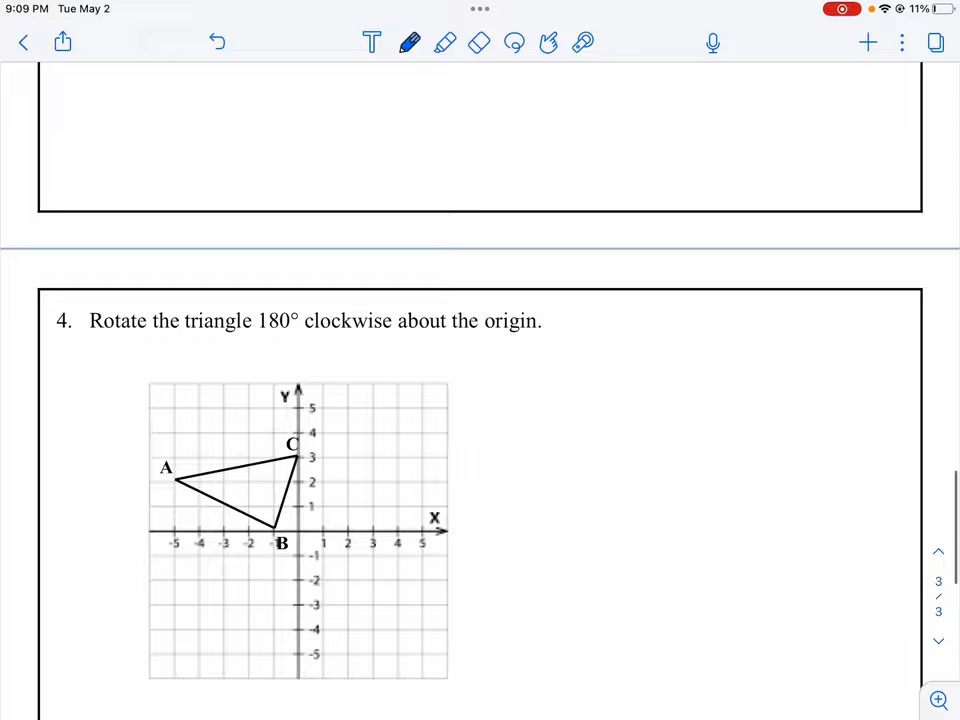 9:09 PM Tue May 2
11%
T
4. Rotate the triangle 180° clockwise about the origin.
Y
5
4
C
3
A
2
1
X
-5 -4 -3 -2 B 1 2 3 4 5
-1
-2
-3
-4
-5
3
/
3